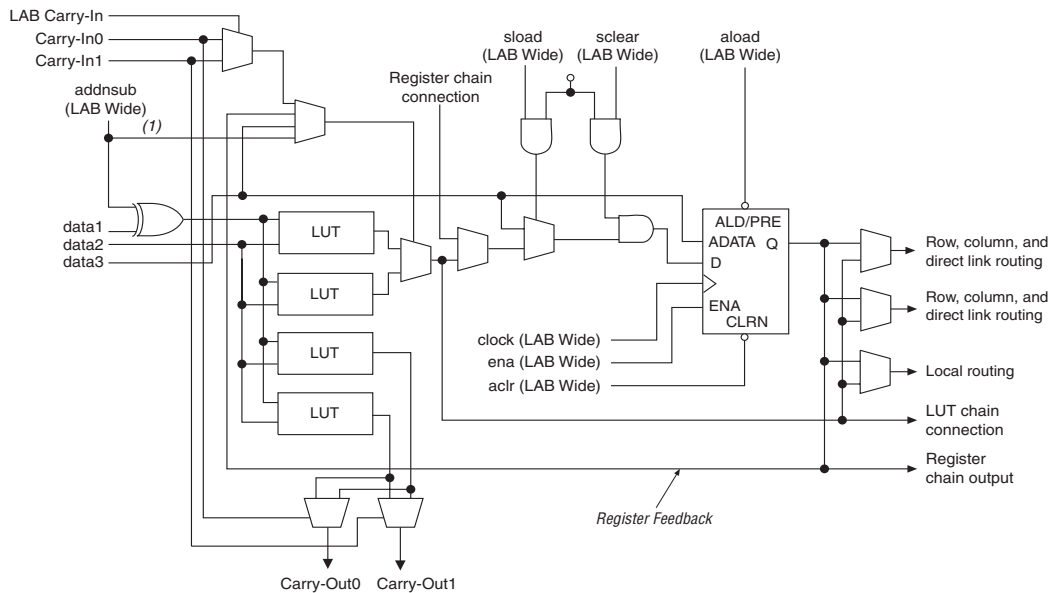 LAB Carry-In
Carry-In0
Carry-In1
addnsub
(LAB Wide)
(1)
data1
data2
data3
LUT
LUT
LUT
LUT
Register chain
connection
sload
(LAB Wide)
sclear
(LAB Wide)
aload
(LAB Wide)
ALD/PRE
ADATA Q
D
ENA
CLRN
clock (LAB Wide)
ena (LAB Wide)
aclr (LAB Wide)
Row, column, and
direct link routing
Row, column, and
direct link routing
Local routing
LUT chain
connection
Register
chain output
Register Feedback
Carry-Out0
Carry-Out1